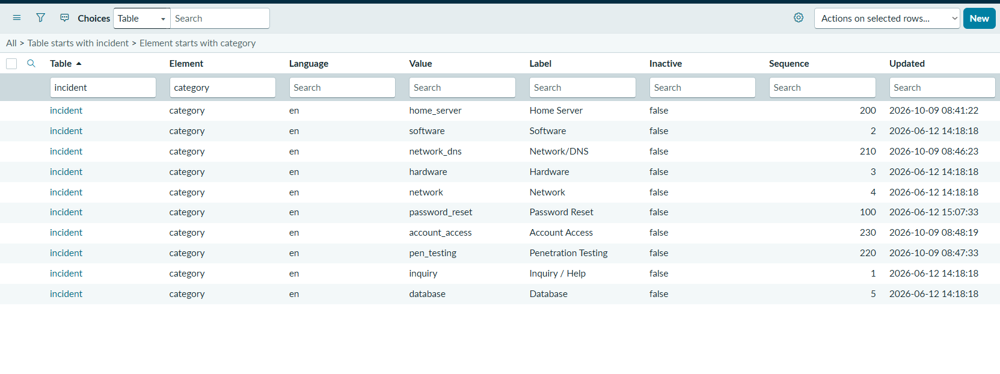 Choices Table Search Actions on selected rows... New
All > Table starts with incident > Element starts with category
Table Element Language Value Label Inactive Sequence Updated
incident category Search Search Search Search Search Search
incident category en home_server Home Server false 200 2026-10-09 08:41:22
incident category en software Software false 2 2026-06-12 14:18:18
incident category en network_dns Network/DNS false 210 2026-10-09 08:46:23
incident category en hardware Hardware false 3 2026-06-12 14:18:18
incident category en network Network false 4 2026-06-12 14:18:18
incident category en password_reset Password Reset false 100 2026-06-12 15:07:33
incident category en account_access Account Access false 230 2026-10-09 08:48:19
incident category en pen_testing Penetration Testing false 220 2026-10-09 08:47:33
incident category en inquiry Inquiry / Help false 1 2026-06-12 14:18:18
incident category en database Database false 5 2026-06-12 14:18:18